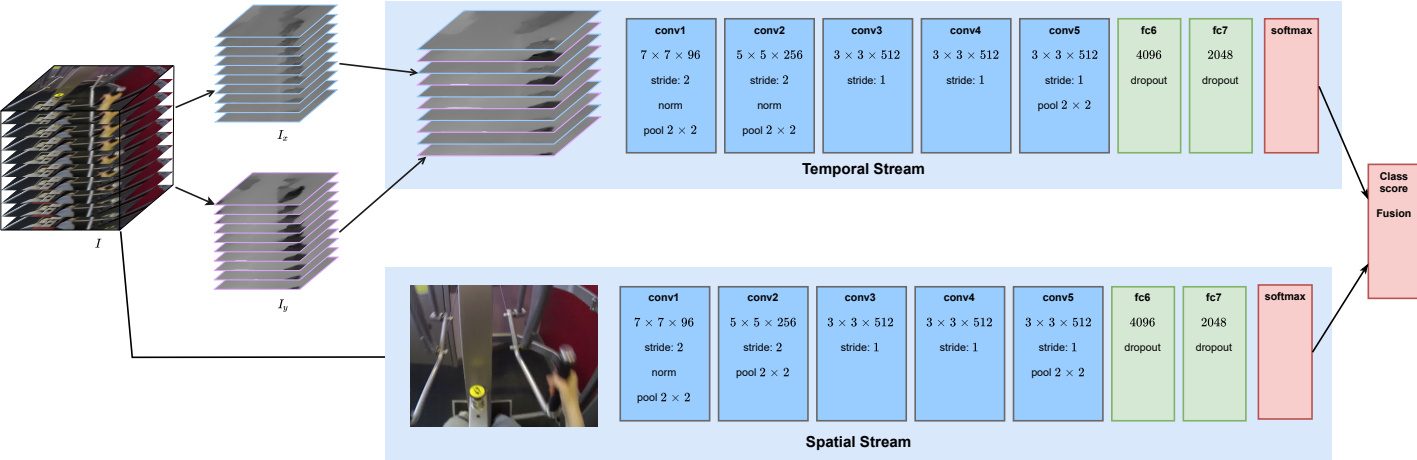 I
Iₓ
I_y
conv1
7 × 7 × 96
stride: 2
norm
pool 2 × 2
conv2
5 × 5 × 256
stride: 2
norm
pool 2 × 2
conv3
3 × 3 × 512
stride: 1
conv4
3 × 3 × 512
stride: 1
conv5
3 × 3 × 512
stride: 1
pool 2 × 2
fc6
4096
dropout
fc7
2048
dropout
softmax
Temporal Stream
conv1
7 × 7 × 96
stride: 2
norm
pool 2 × 2
conv2
5 × 5 × 256
stride: 2
pool 2 × 2
conv3
3 × 3 × 512
stride: 1
conv4
3 × 3 × 512
stride: 1
conv5
3 × 3 × 512
stride: 1
pool 2 × 2
fc6
4096
dropout
fc7
2048
dropout
softmax
Spatial Stream
Class
score
Fusion